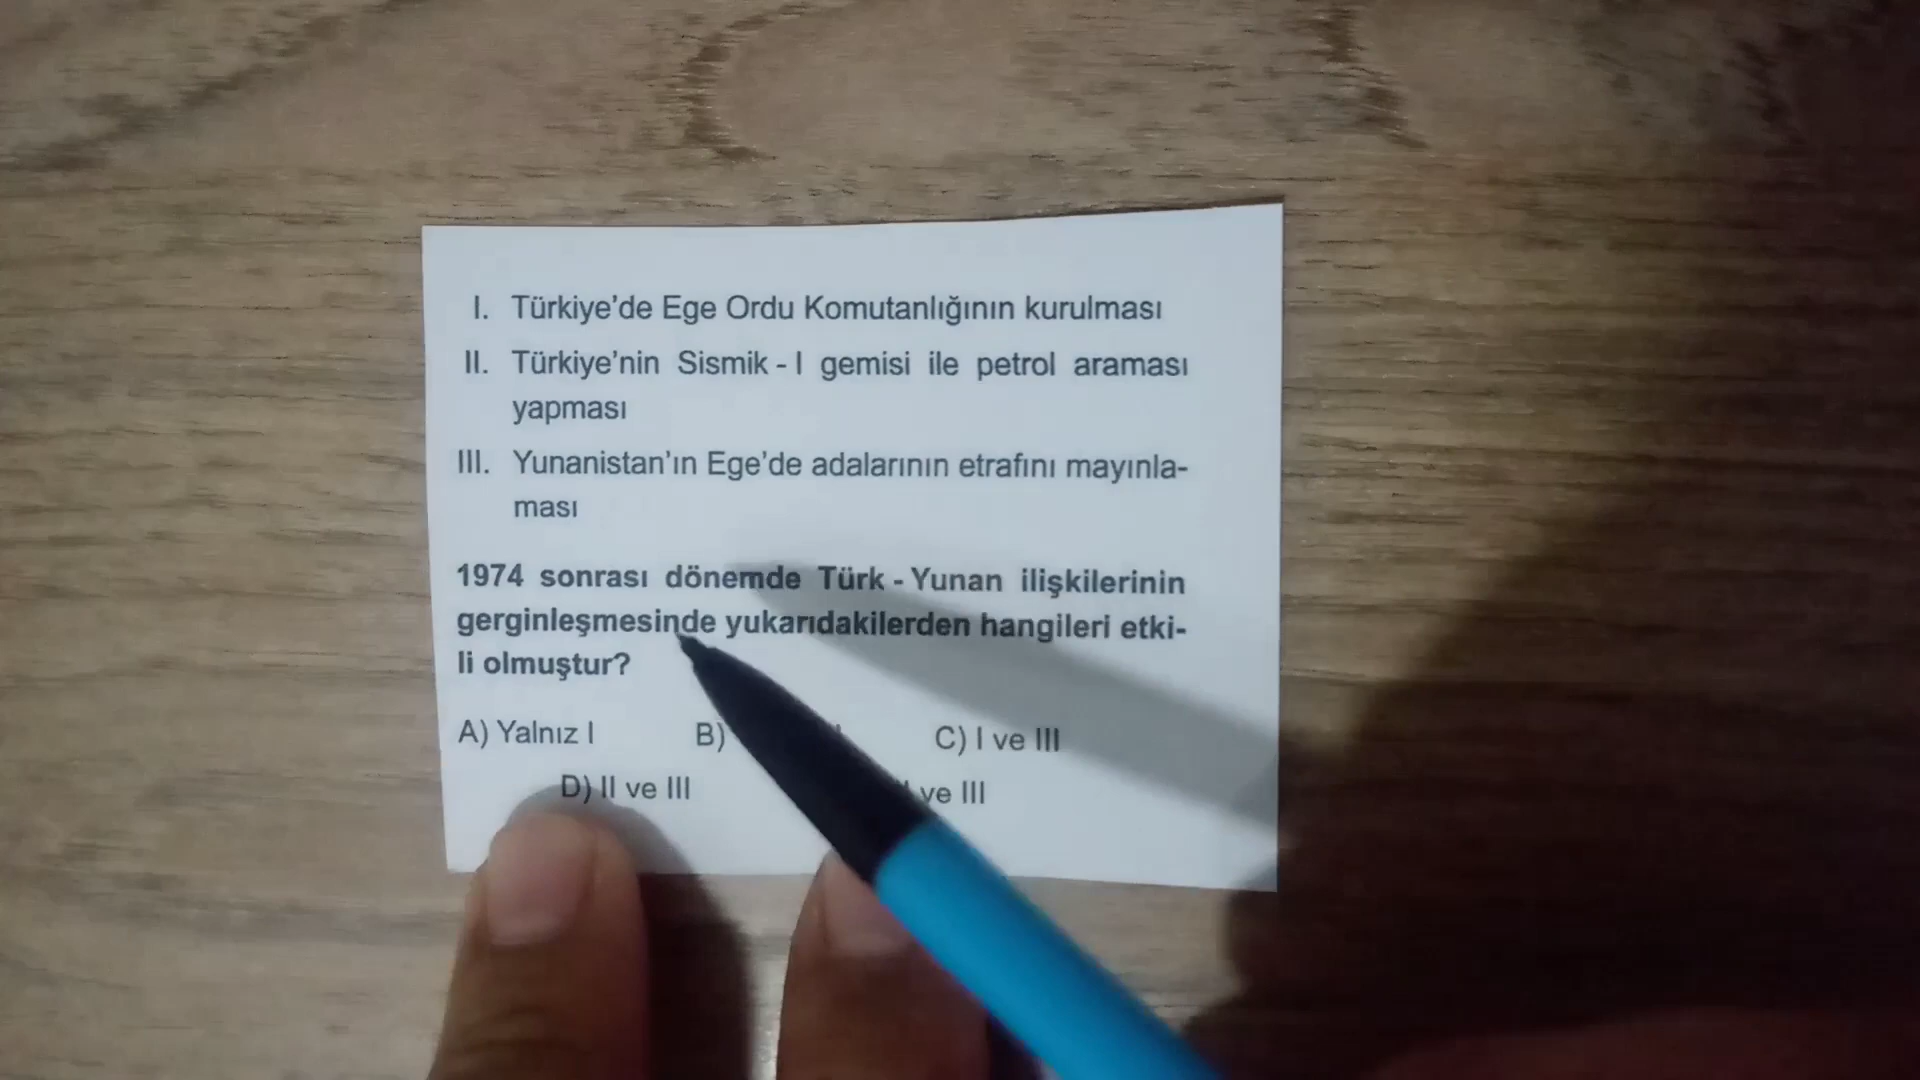 I. Türkiye'de Ege Ordu Komutanlığının kurulması
II. Türkiye'nin Sismik - I gemisi ile petrol araması
yapması
III. Yunanistan'ın Ege'de adalarının etrafını mayınla-
ması
1974 sonrası dönemde Türk - Yunan ilişkilerinin
gerginleşmesinde yukarıdakilerden hangileri etki-
li olmuştur?
A) Yalnız I B) C) I ve III
D) II ve III ve III